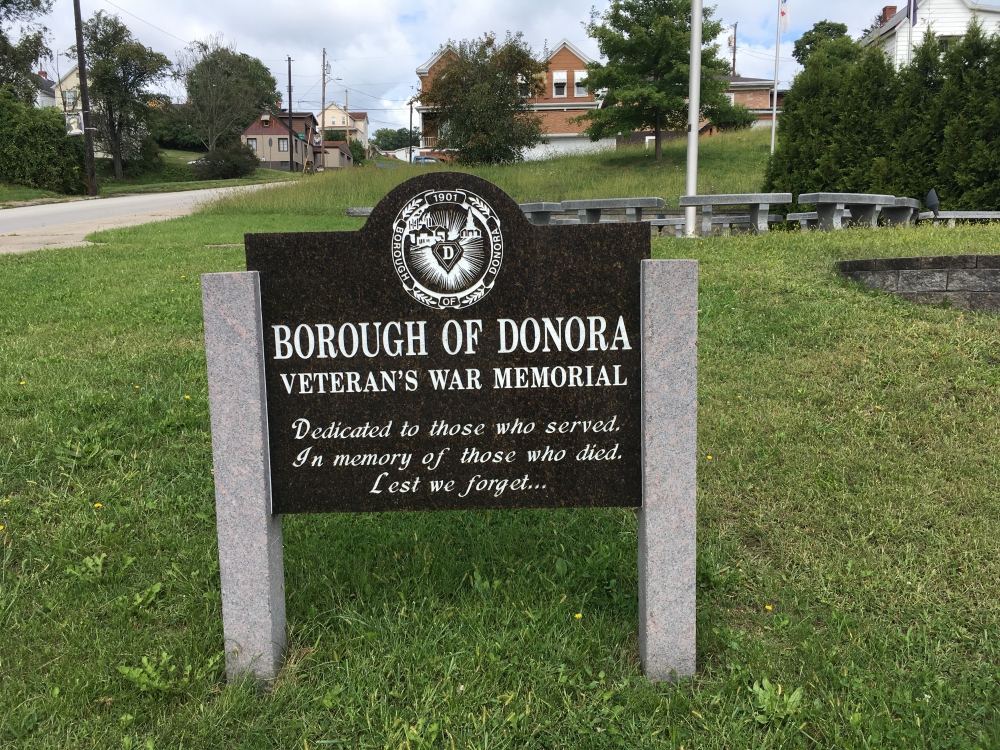 1901
BOROUGH OF DONORA
D
BOROUGH OF DONORA
VETERAN'S WAR MEMORIAL
Dedicated to those who served.
In memory of those who died.
Lest we forget...